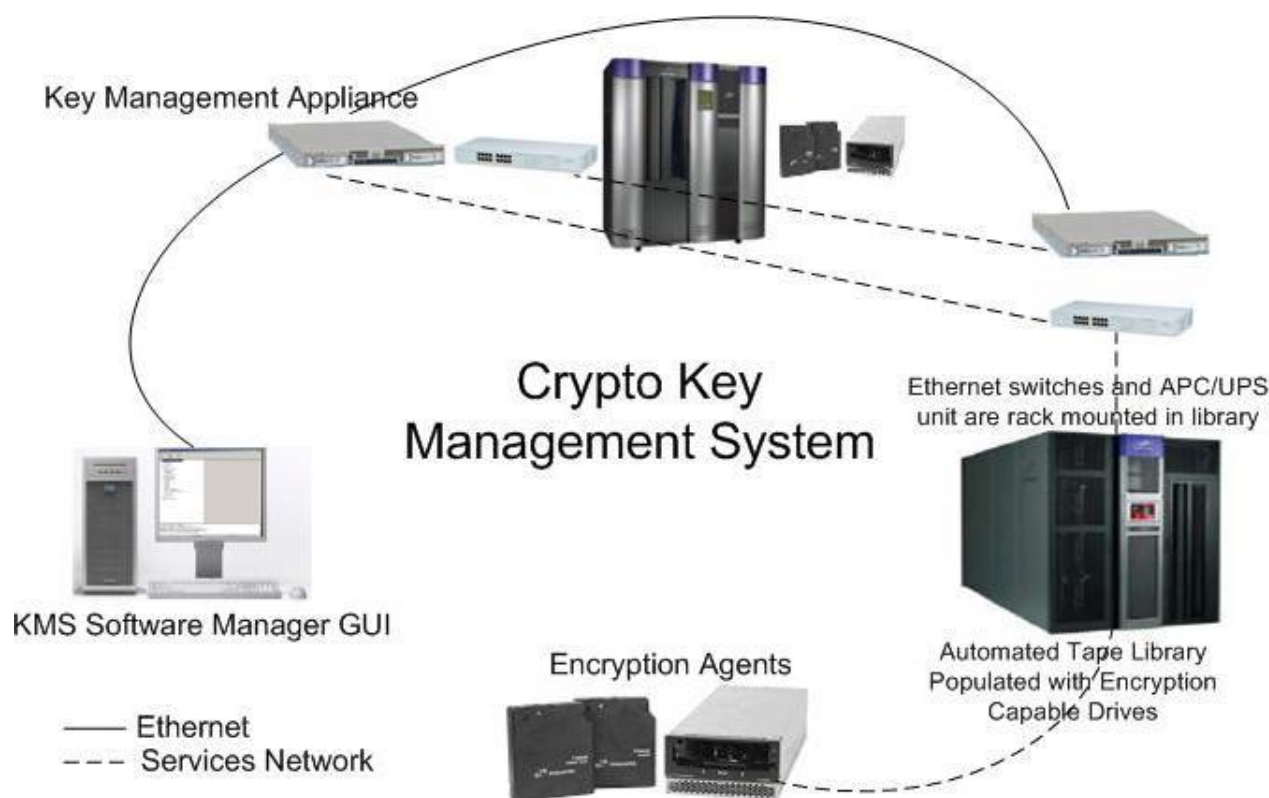 Key Management Appliance
Crypto Key
Management System
Ethernet switches and APC/UPS
unit are rack mounted in library
KMS Software Manager GUI
Encryption Agents
Automated Tape Library
Populated with Encryption
Capable Drives
Ethernet
Services Network